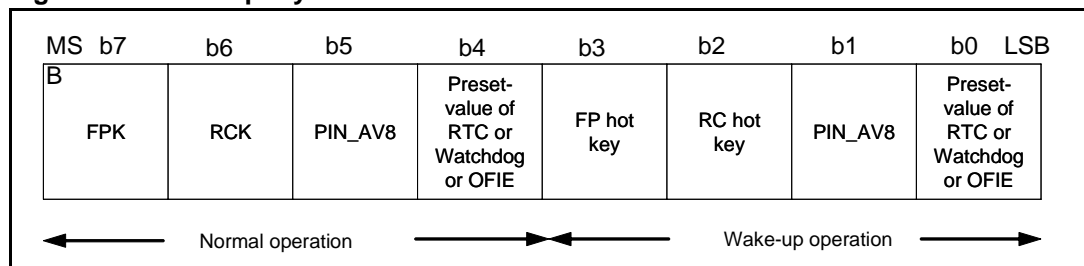 MS b7 b6 b5 b4 b3 b2 b1 b0 LSB
B
FPK
RCK
PIN_AV8
Preset-
value of
RTC or
Watchdog
or OFIE
FP hot
key
RC hot
key
PIN_AV8
Preset-
value of
RTC or
Watchdog
or OFIE
Normal operation
Wake-up operation